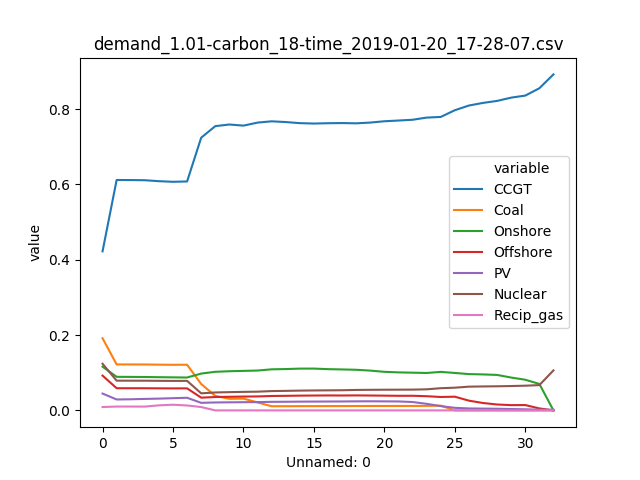 demand_1.01-carbon_18-time_2019-01-20_17-28-07.csv
value
0.8
0.6
0.4
0.2
0.0
variable
CCGT
Coal
Onshore
Offshore
PV
Nuclear
Recip_gas
0 5 10 15 20 25 30
Unnamed: 0